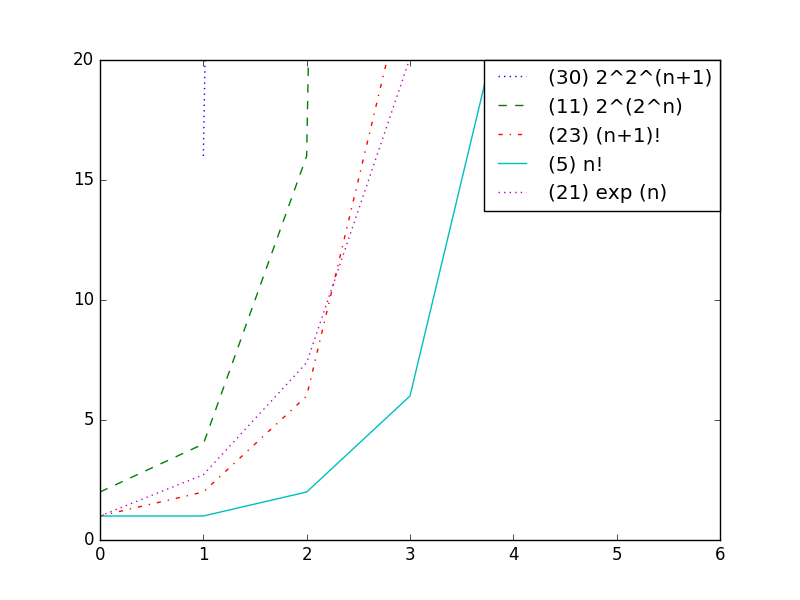 20
15
10
5
0
(30) 2^2^(n+1)
(11) 2^(2^n)
(23) (n+1)!
(5) n!
(21) exp (n)
0 1 2 3 4 5 6